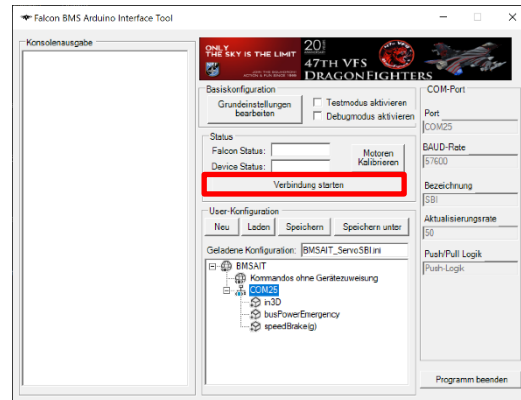 Falcon BMS Arduino Interface Tool
Konsolenausgabe
ONLY
THE SKY IS THE LIMIT
20!
47TH VFS
DRAGONFIGHTERS
Basiskonfiguration
Grundeinstellungen
bearbeiten
Testmodus aktivieren
Debugmodus aktivieren
Status
Falcon Status:
Device Status:
Motoren
Kalibrieren
Verbindung starten
User-Konfiguration
Neu
Laden
Speichern
Speichern unter
Geladene Konfiguration:
BMSAIT_ServoSBI.ini
BMSAIT
Kommandos ohne Gerätezuweisung
COM25
in3D
busPowerEmergency
speedBrake(g)
COM-Port
Port
COM25
BAUD-Rate
57600
Bezeichnung
SBI
Aktualisierungsrate
50
Push/Pull Logik
Push-Logik
Programm beenden